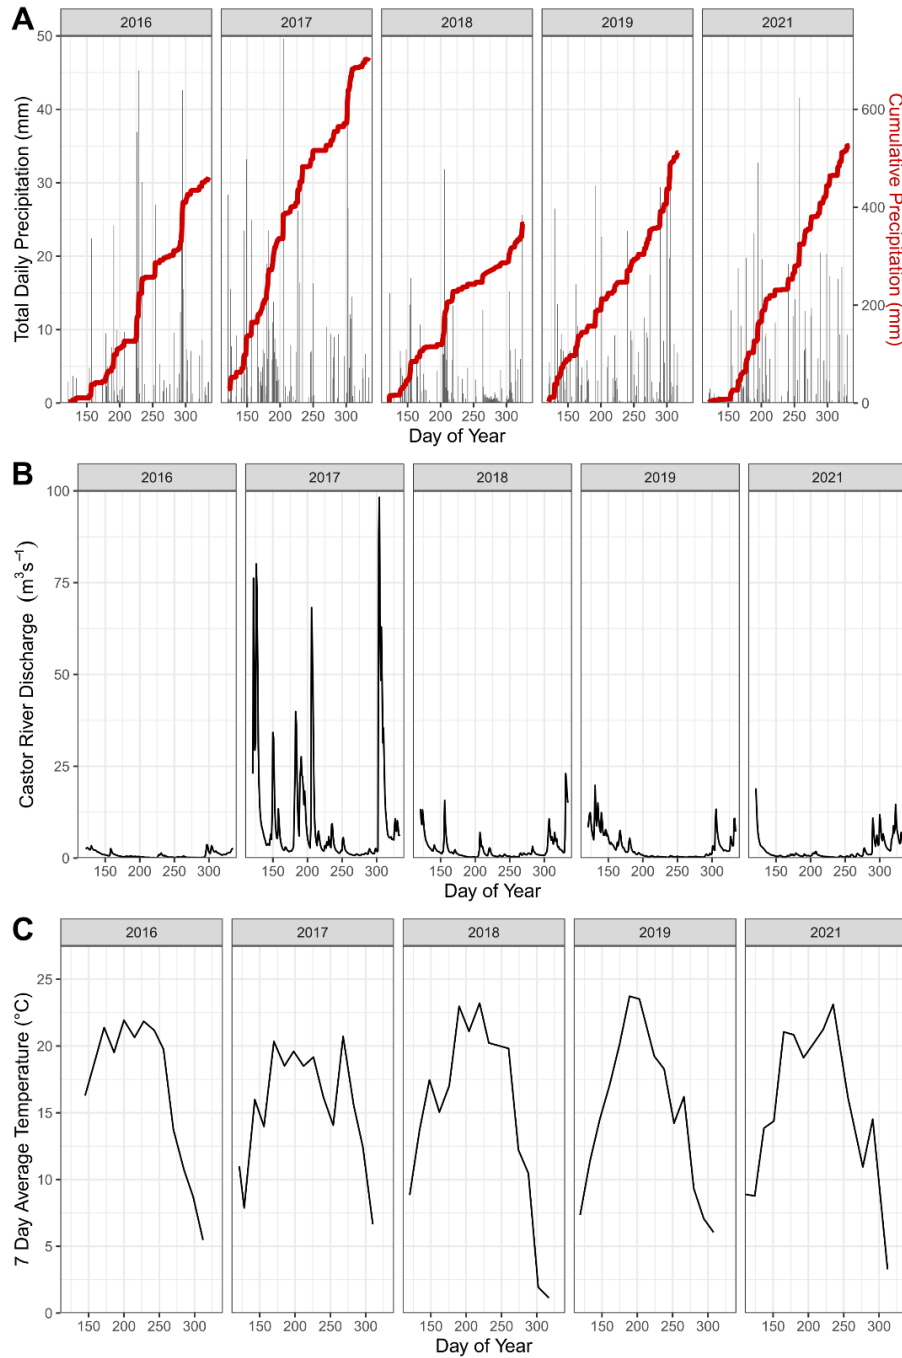 A
2016 2017 2018 2019 2021
Total Daily Precipitation (mm)
50
40
30
20
10
0
600
400
200
0
Cumulative Precipitation (mm)
150 200 250 300 150 200 250 300 150 200 250 300 150 200 250 300 150 200 250 300
Day of Year
B
2016 2017 2018 2019 2021
Castor River Discharge (m³s⁻¹)
100
75
50
25
0
150 200 250 300 150 200 250 300 150 200 250 300 150 200 250 300 150 200 250 300
Day of Year
C
2016 2017 2018 2019 2021
7 Day Average Temperature (°C)
25
20
15
10
5
0
150 200 250 300 150 200 250 300 150 200 250 300 150 200 250 300 150 200 250 300
Day of Year